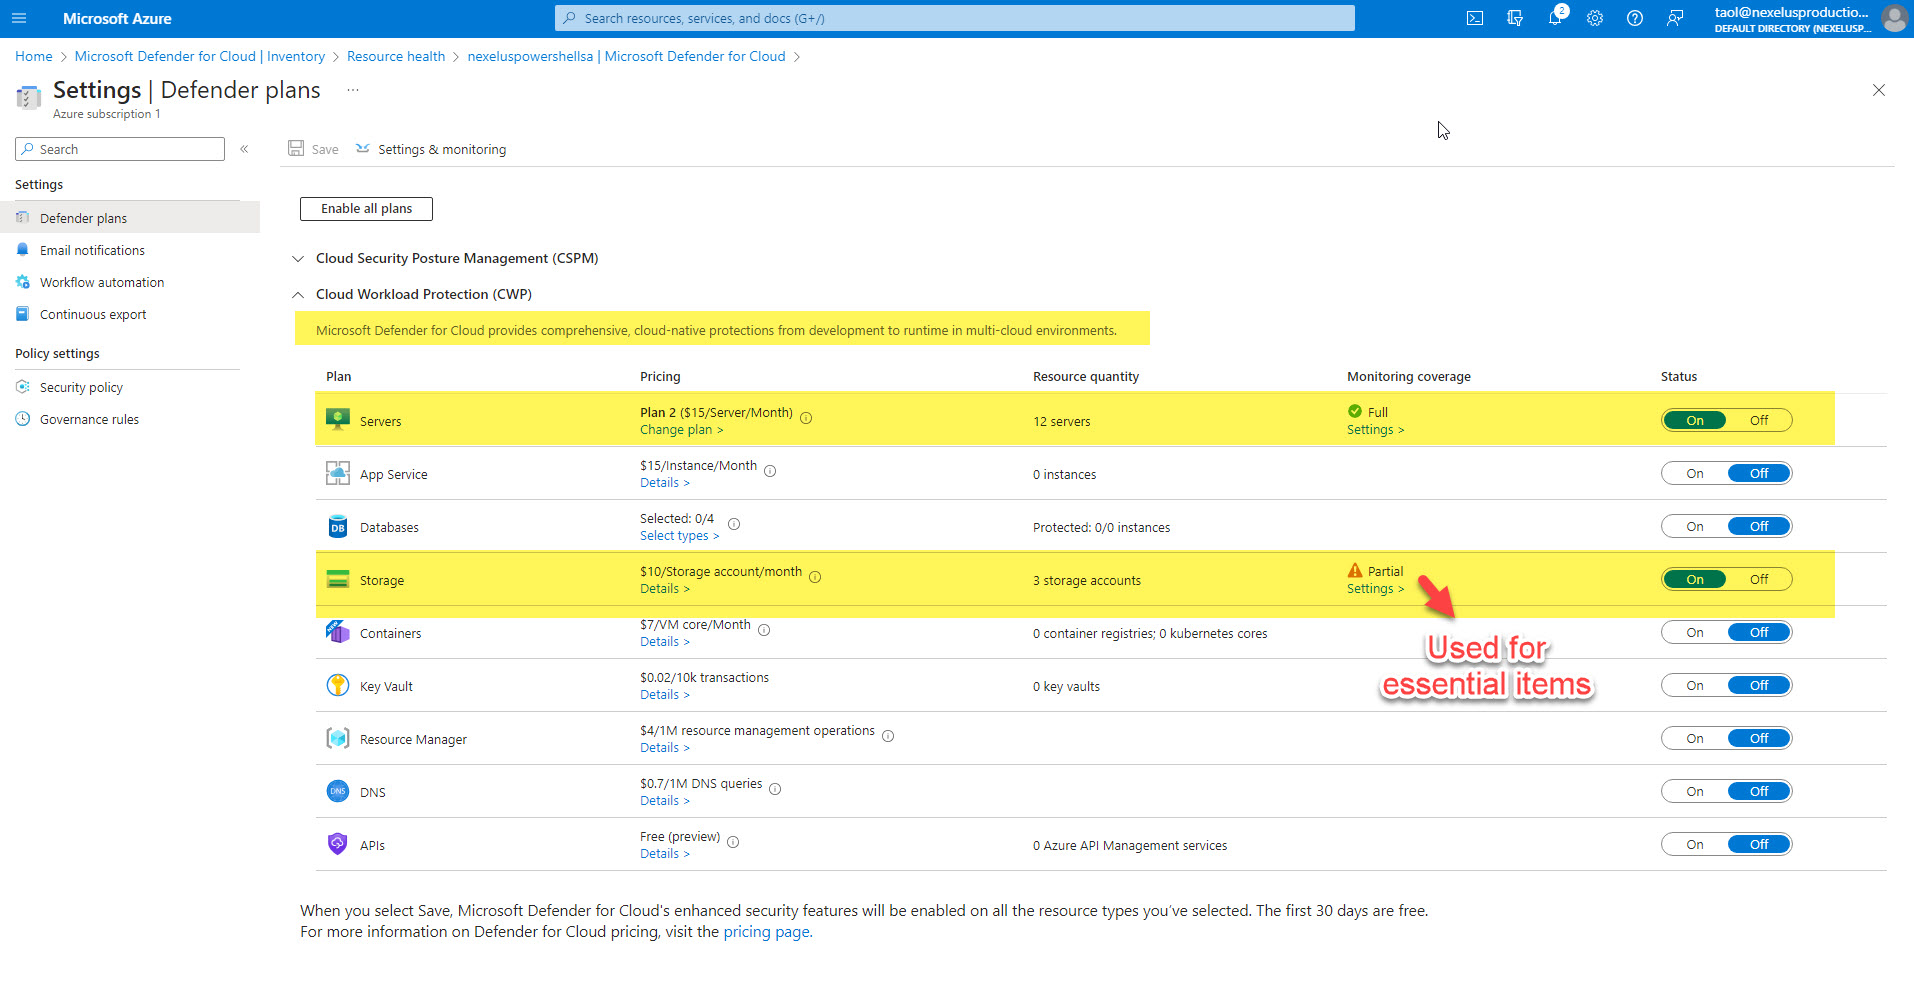 Microsoft Azure
Search resources, services, and docs (G+/)
2
taol@nexelusproductio...
DEFAULT DIRECTORY (NEXELUSP...
Home > Microsoft Defender for Cloud | Inventory > Resource health > nexeluspowershellsa | Microsoft Defender for Cloud >
Settings | Defender plans ...
Azure subscription 1
Search «
Save Settings & monitoring
Settings
Defender plans
Email notifications
Workflow automation
Continuous export
Policy settings
Security policy
Governance rules
Enable all plans
Cloud Security Posture Management (CSPM)
Cloud Workload Protection (CWP)
Microsoft Defender for Cloud provides comprehensive, cloud-native protections from development to runtime in multi-cloud environments.
Plan Pricing Resource quantity Monitoring coverage Status
Servers Plan 2 ($15/Server/Month) 12 servers Full On Off
Change plan > Settings >
App Service $15/Instance/Month 0 instances On Off
Details >
Databases Selected: 0/4 Protected: 0/0 instances On Off
DB Select types >
Storage $10/Storage account/month 3 storage accounts Partial On Off
Details > Settings >
Containers $7/VM core/Month 0 container registries; 0 kubernetes cores On Off
NEW Details >
Used for
essential items
Key Vault $0.02/10k transactions 0 key vaults On Off
Details >
Resource Manager $4/1M resource management operations On Off
Details >
DNS DNS $0.7/1M DNS queries On Off
Details >
APIs Free (preview) 0 Azure API Management services On Off
Details >
When you select Save, Microsoft Defender for Cloud's enhanced security features will be enabled on all the resource types you've selected. The first 30 days are free.
For more information on Defender for Cloud pricing, visit the pricing page.